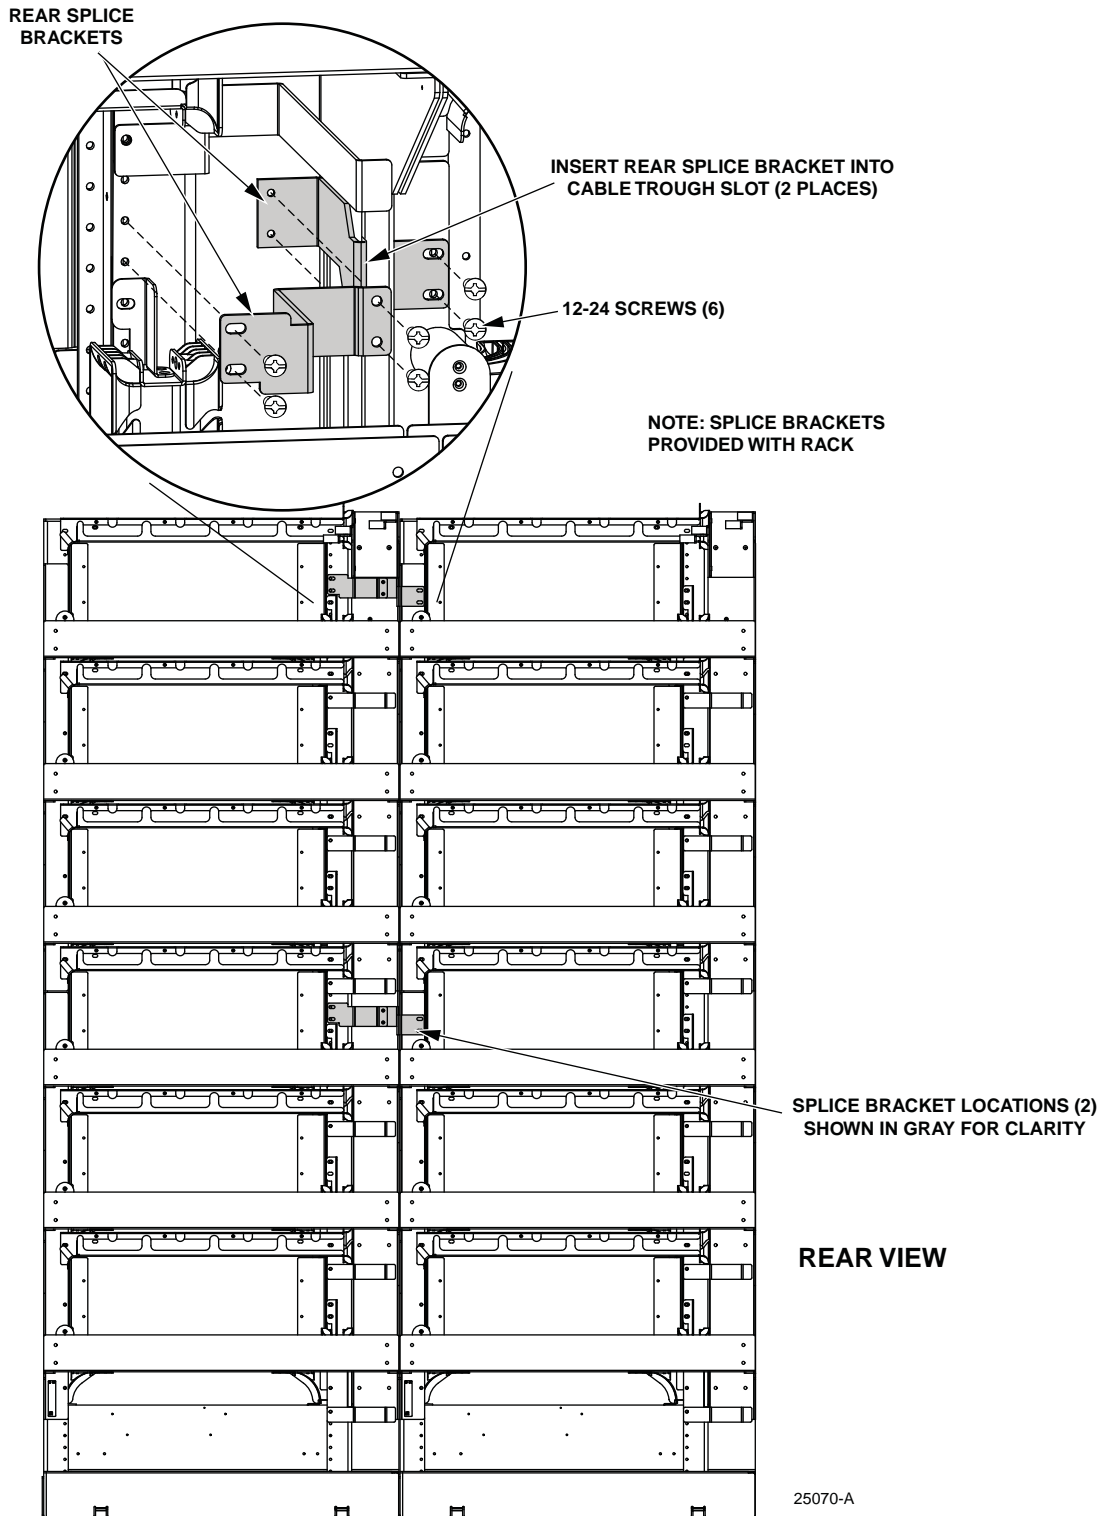 REAR SPLICE
BRACKETS
INSERT REAR SPLICE BRACKET INTO
CABLE TROUGH SLOT (2 PLACES)
12-24 SCREWS (6)
NOTE: SPLICE BRACKETS
PROVIDED WITH RACK
SPLICE BRACKET LOCATIONS (2)
SHOWN IN GRAY FOR CLARITY
REAR VIEW
25070-A